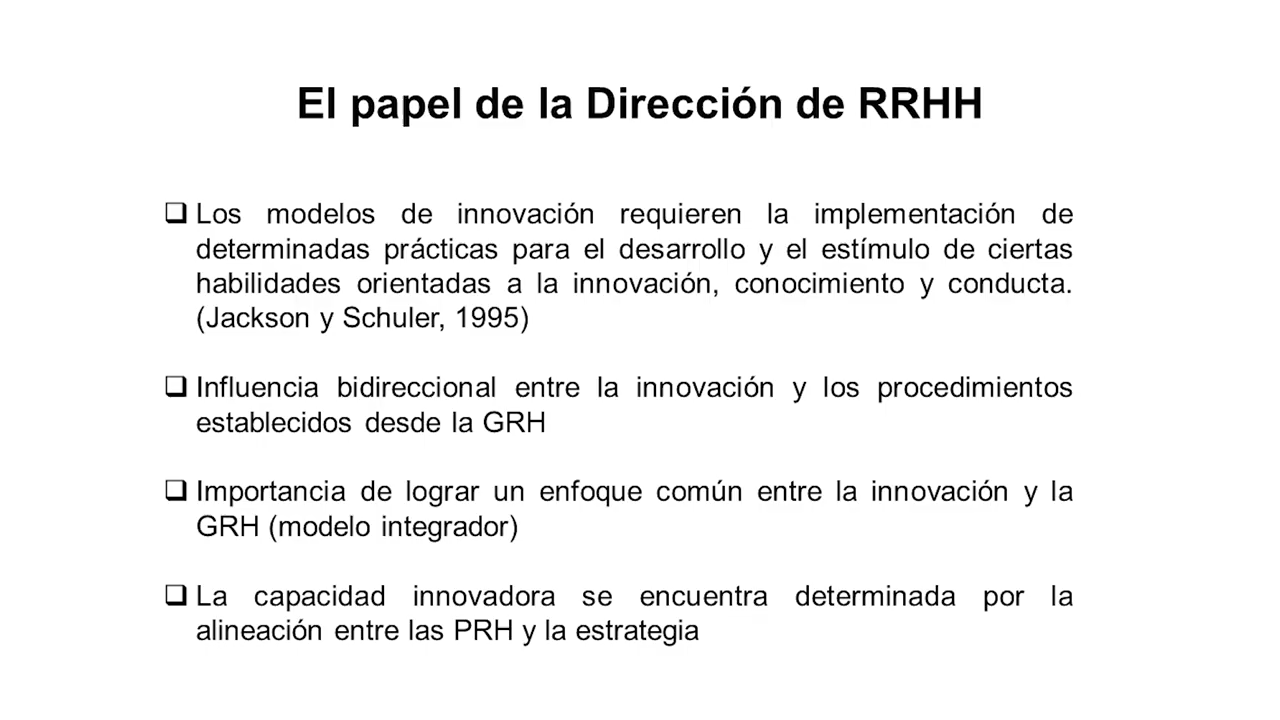 El papel de la Dirección de RRHH
❑ Los modelos de innovación requieren la implementación de
determinadas prácticas para el desarrollo y el estímulo de ciertas
habilidades orientadas a la innovación, conocimiento y conducta.
(Jackson y Schuler, 1995)
❑ Influencia bidireccional entre la innovación y los procedimientos
establecidos desde la GRH
❑ Importancia de lograr un enfoque común entre la innovación y la
GRH (modelo integrador)
❑ La capacidad innovadora se encuentra determinada por la
alineación entre las PRH y la estrategia